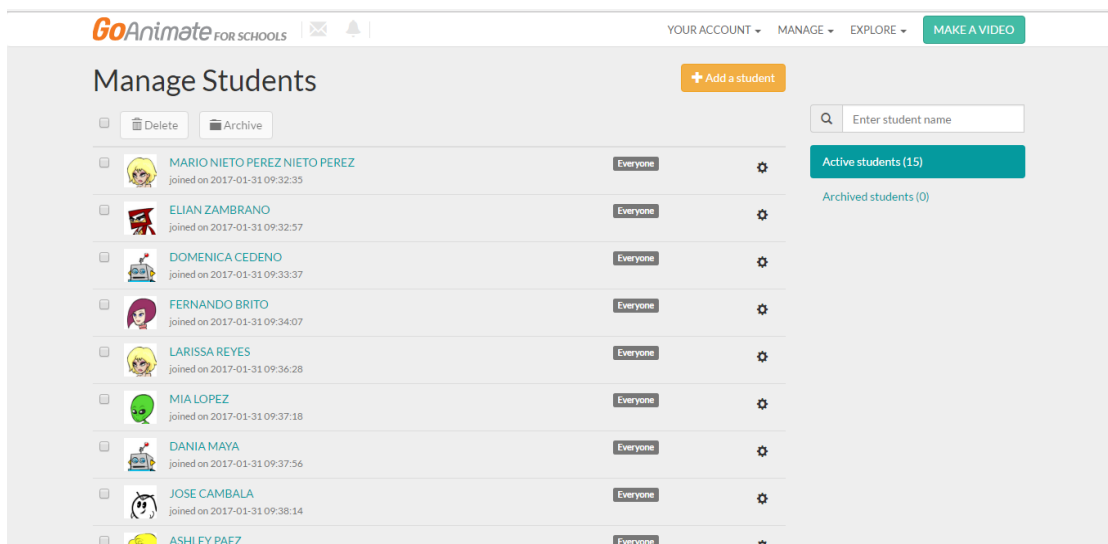 GoAnimate FOR SCHOOLS
YOUR ACCOUNT MANAGE EXPLORE MAKE A VIDEO
Manage Students
Add a student
Delete Archive
Enter student name
Active students (15)
Archived students (0)
MARIO NIETO PEREZ NIETO PEREZ Everyone
joined on 2017-01-31 09:32:35
ELIAN ZAMBRANO Everyone
joined on 2017-01-31 09:32:57
DOMENICA CEDENO Everyone
joined on 2017-01-31 09:33:37
FERNANDO BRITO Everyone
joined on 2017-01-31 09:34:07
LARISSA REYES Everyone
joined on 2017-01-31 09:36:28
MIA LOPEZ Everyone
joined on 2017-01-31 09:37:18
DANIA MAYA Everyone
joined on 2017-01-31 09:37:56
JOSE CAMBALA Everyone
joined on 2017-01-31 09:38:14
ASHLEY PAEZ Everyone